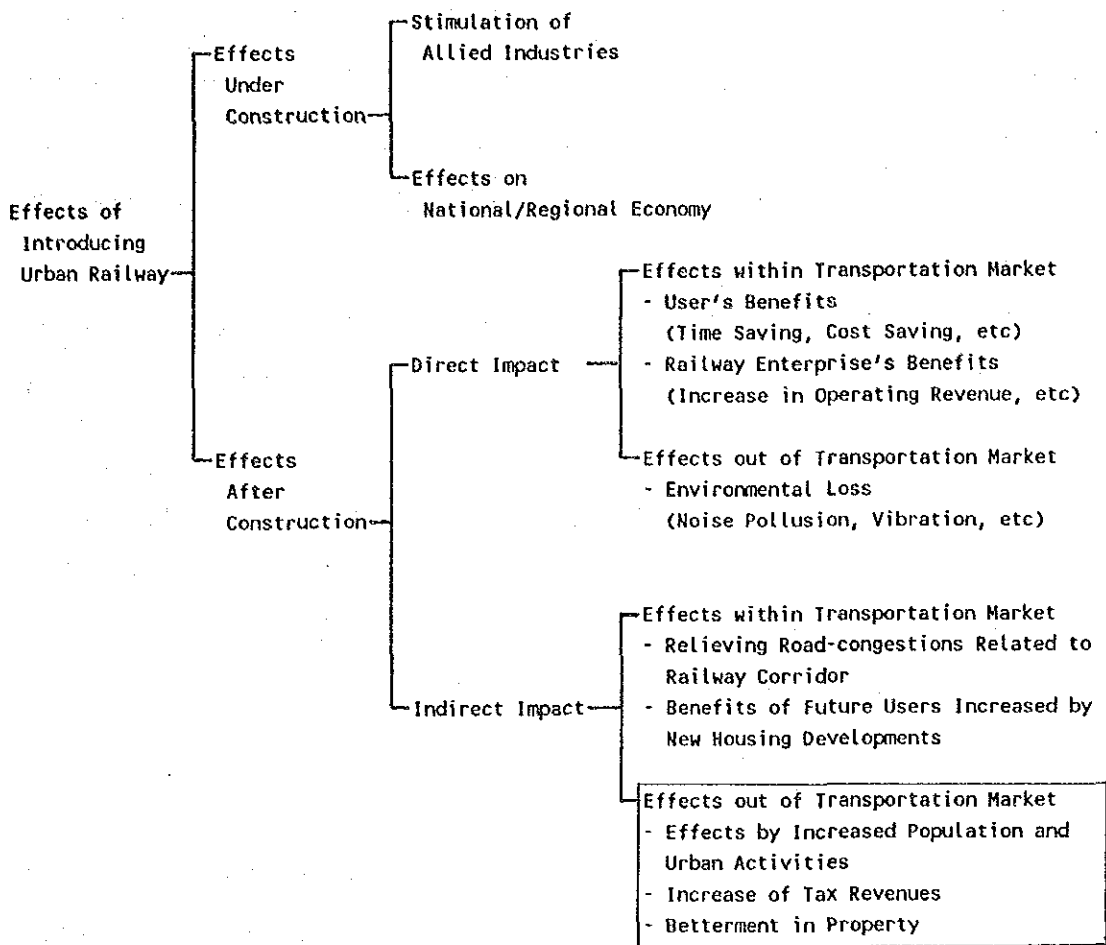 Stimulation of
Allied Industries
Effects
Under
Construction
Effects on
National/Regional Economy
Effects of
Introducing
Urban Railway
Effects within Transportation Market
- User's Benefits
(Time Saving, Cost Saving, etc)
- Railway Enterprise's Benefits
(Increase in Operating Revenue, etc)
Direct Impact
Effects out of Transportation Market
- Environmental Loss
(Noise Pollusion, Vibration, etc)
Effects
After
Construction
Effects within Transportation Market
- Relieving Road-congestions Related to
Railway Corridor
- Benefits of Future Users Increased by
New Housing Developments
Indirect Impact
Effects out of Transportation Market
- Effects by Increased Population and
Urban Activities
- Increase of Tax Revenues
- Betterment in Property